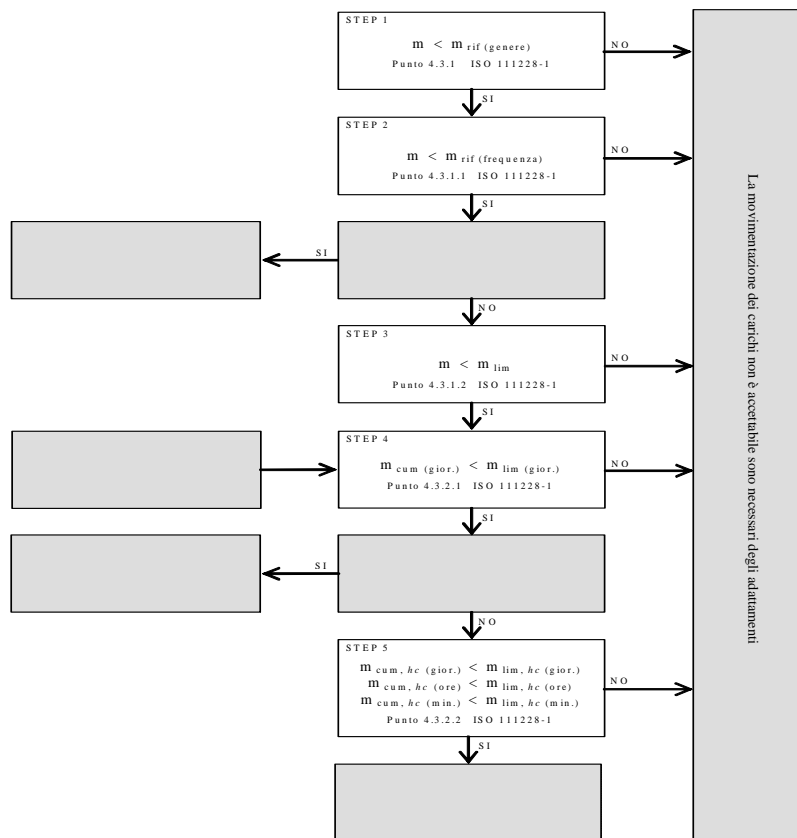 STEP 1
m < m rif (genere)
Punto 4.3.1 ISO 111228-1
NO
SI
STEP 2
m < m rif (frequenza)
Punto 4.3.1.1 ISO 111228-1
NO
SI
SI
NO
STEP 3
m < m lim
Punto 4.3.1.2 ISO 111228-1
NO
SI
STEP 4
m cum (gior.) < m lim (gior.)
Punto 4.3.2.1 ISO 111228-1
NO
SI
SI
NO
STEP 5
m cum, hc (gior.) < m lim, hc (gior.)
m cum, hc (ore) < m lim, hc (ore)
m cum, hc (min.) < m lim, hc (min.)
Punto 4.3.2.2 ISO 111228-1
NO
SI
La movimentazione dei carichi non è accettabile sono necessari degli adattamenti